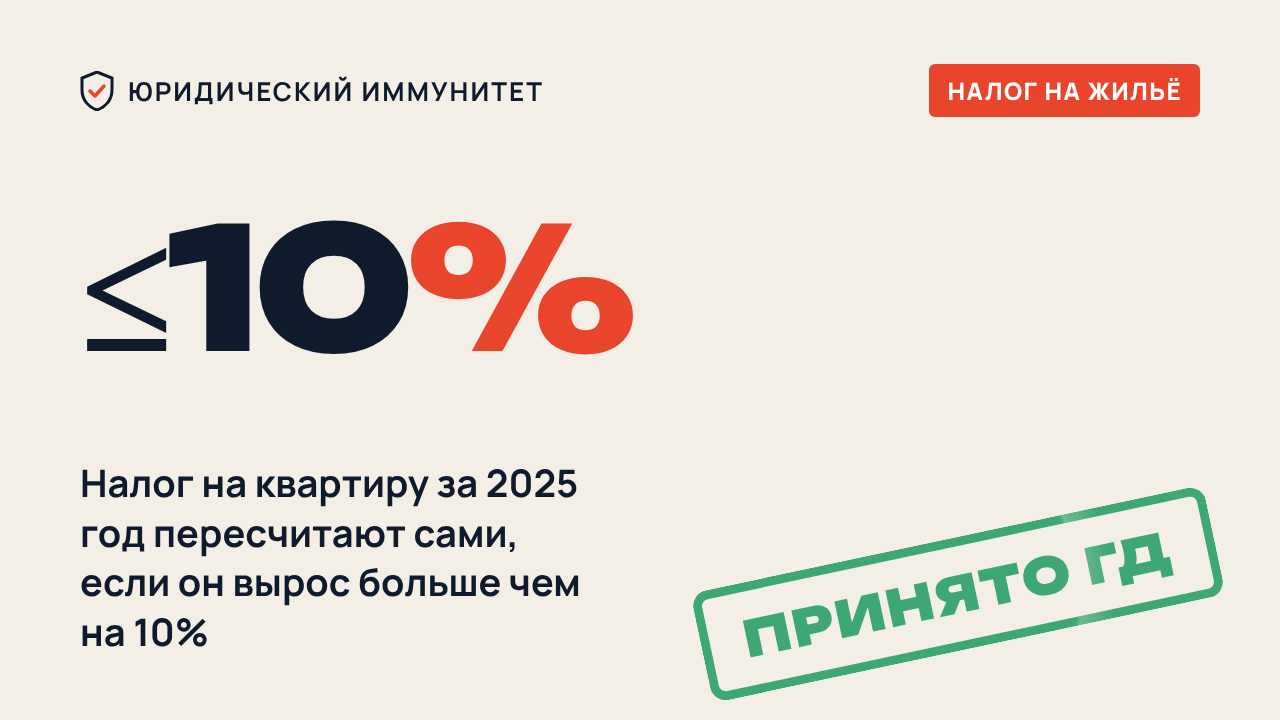 ЮРИДИЧЕСКИЙ ИММУНИТЕТ
НАЛОГ НА ЖИЛЬЁ
≤10%
Налог на квартиру за 2025
год пересчитают сами,
если он вырос больше чем
на 10%
ПРИНЯТО ГД